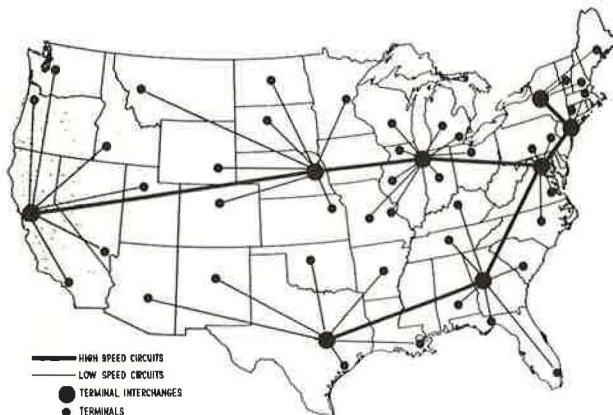 HIGH SPEED CIRCUITS
LOW SPEED CIRCUITS
TERMINAL INTERCHANGES
TERMINALS